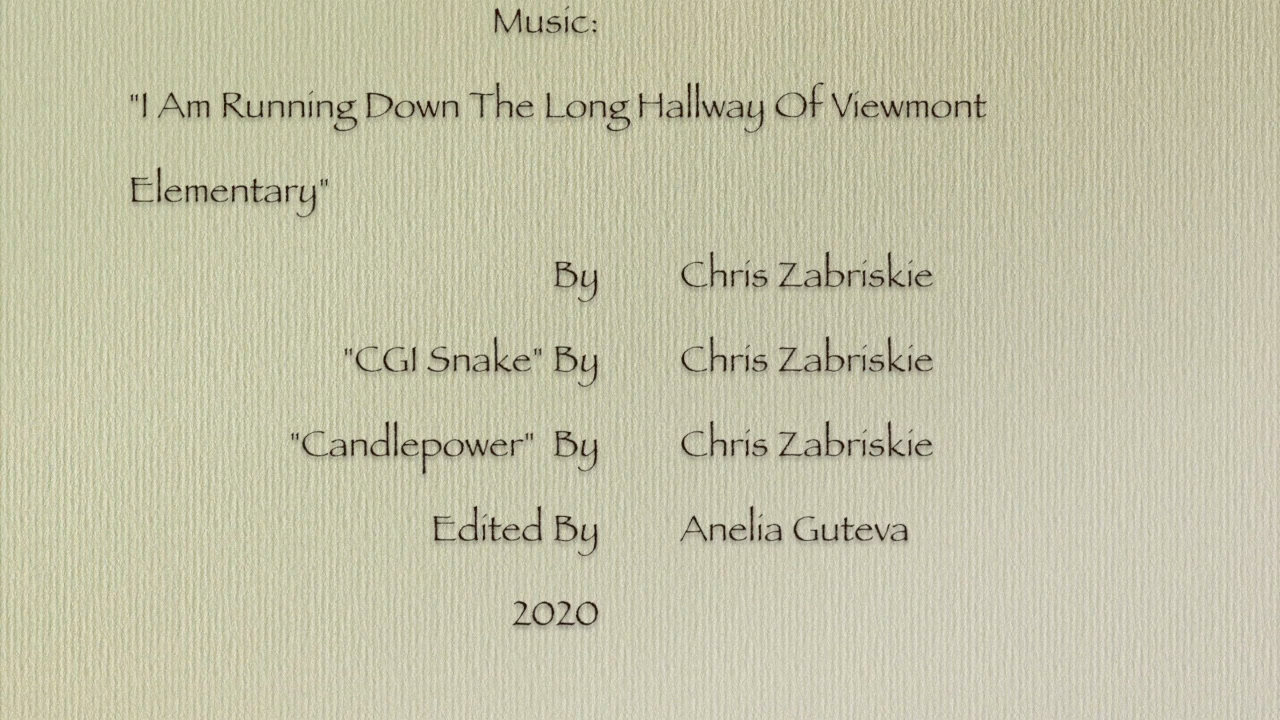 Music:
"I Am Running Down The Long Hallway Of Viewmont
Elementary"
By Chris Zabriskie
"CGI Snake" By Chris Zabriskie
"Candlepower" By Chris Zabriskie
Edited By Anelia Guteva
2020